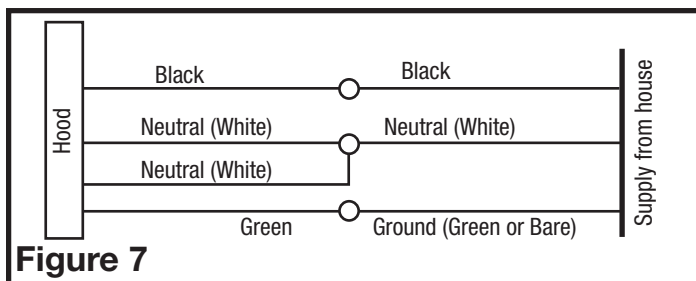 Hood
Black
Black
Neutral (White)
Neutral (White)
Neutral (White)
Green
Ground (Green or Bare)
Supply from house
Figure 7